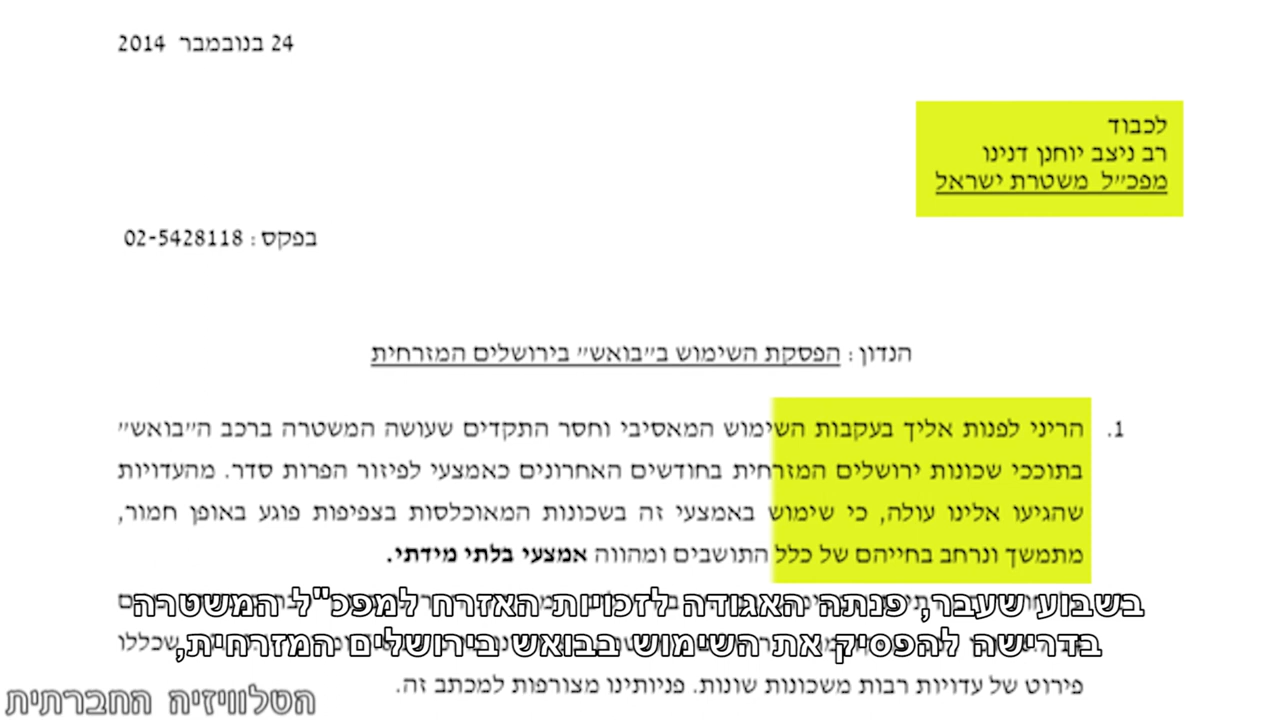 24 בנובמבר 2014
לכבוד
רב ניצב יוחנן דנינו
מפכ״ל משטרת ישראל
בפקס : 02-5428118
הנדון : הפסקת השימוש ב״בואש״ בירושלים המזרחית
1. הריני לפנות אליך בעקבות השימוש המאסיבי וחסר התקדים שעושה המשטרה ברכב ה״בואש״
בתוככי שכונות ירושלים המזרחית בחודשים האחרונים כאמצעי לפיזור הפרות סדר. מהעדויות
שהגיעו אלינו עולה, כי שימוש באמצעי זה בשכונות המאוכלסות בצפיפות פוגע באופן חמור,
מתמשך ונרחב בחייהם של כלל התושבים ומהווה אמצעי בלתי מידתי.
בשבוע שעבר, פנתה האגודה לזכויות האזרח למפכ"ל המשטרה
בדרישה להפסיק את השימוש בבואש בירושלים המזרחית,
שכללו
פירוט של עדויות רבות משכונות שונות. פניותינו מצורפות למכתב זה.
הטלוויזיה החברתית